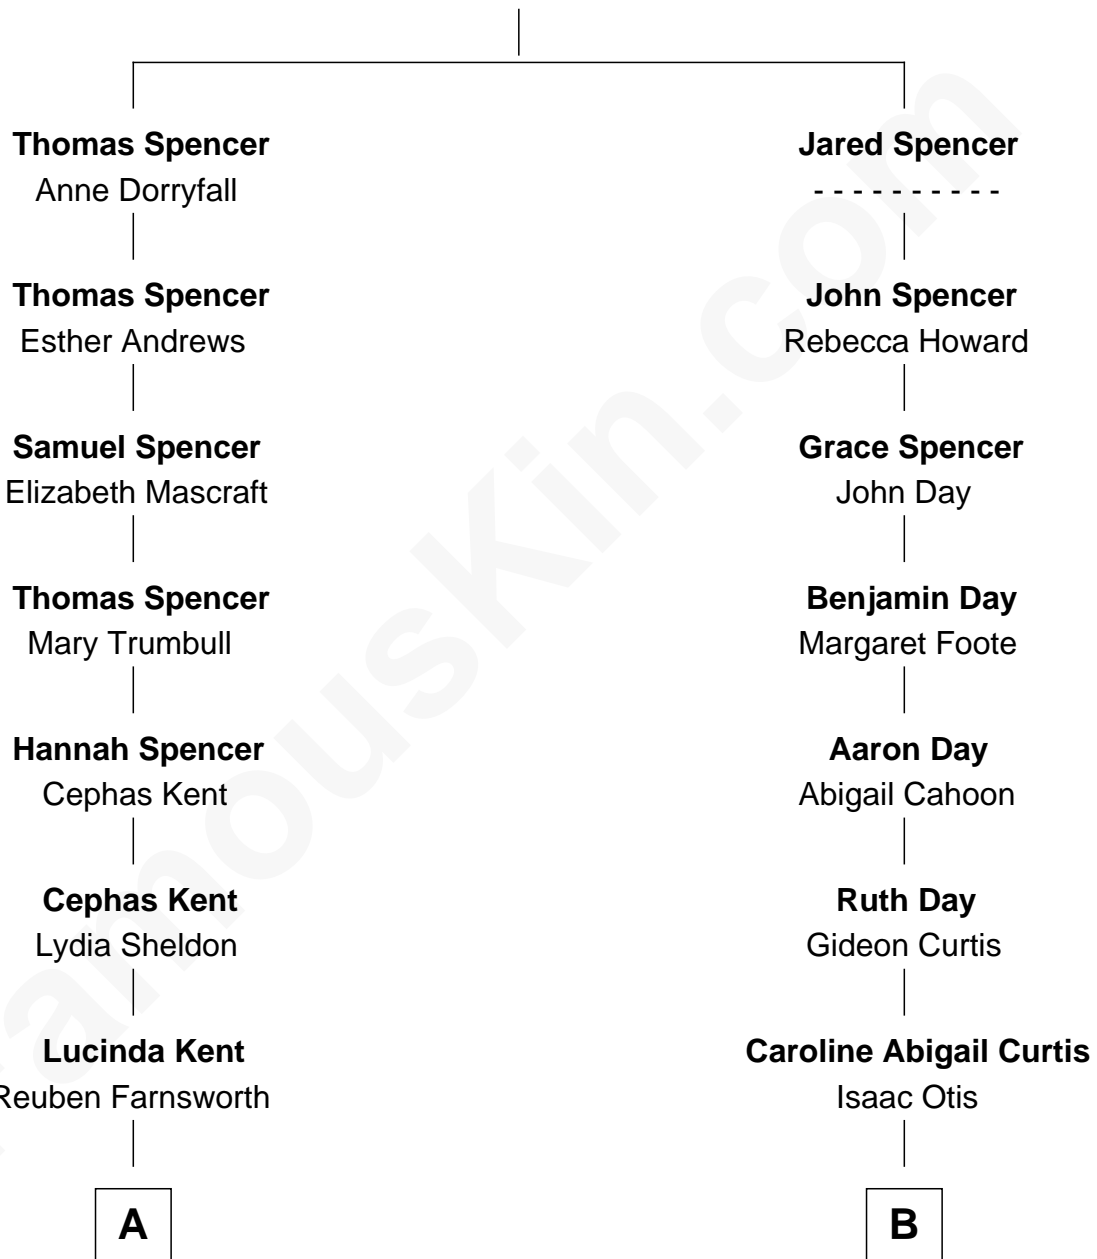 Thomas Spencer
Anne Dorryfall
Jared Spencer
- - - - - - - - - -
Thomas Spencer
Esther Andrews
John Spencer
Rebecca Howard
Samuel Spencer
Elizabeth Mascraft
Grace Spencer
John Day
Thomas Spencer
Mary Trumbull
Benjamin Day
Margaret Foote
Hannah Spencer
Cephas Kent
Aaron Day
Abigail Cahoon
Cephas Kent
Lydia Sheldon
Ruth Day
Gideon Curtis
Lucinda Kent
Reuben Farnsworth
Caroline Abigail Curtis
Isaac Otis
A
B
FamousKin.com